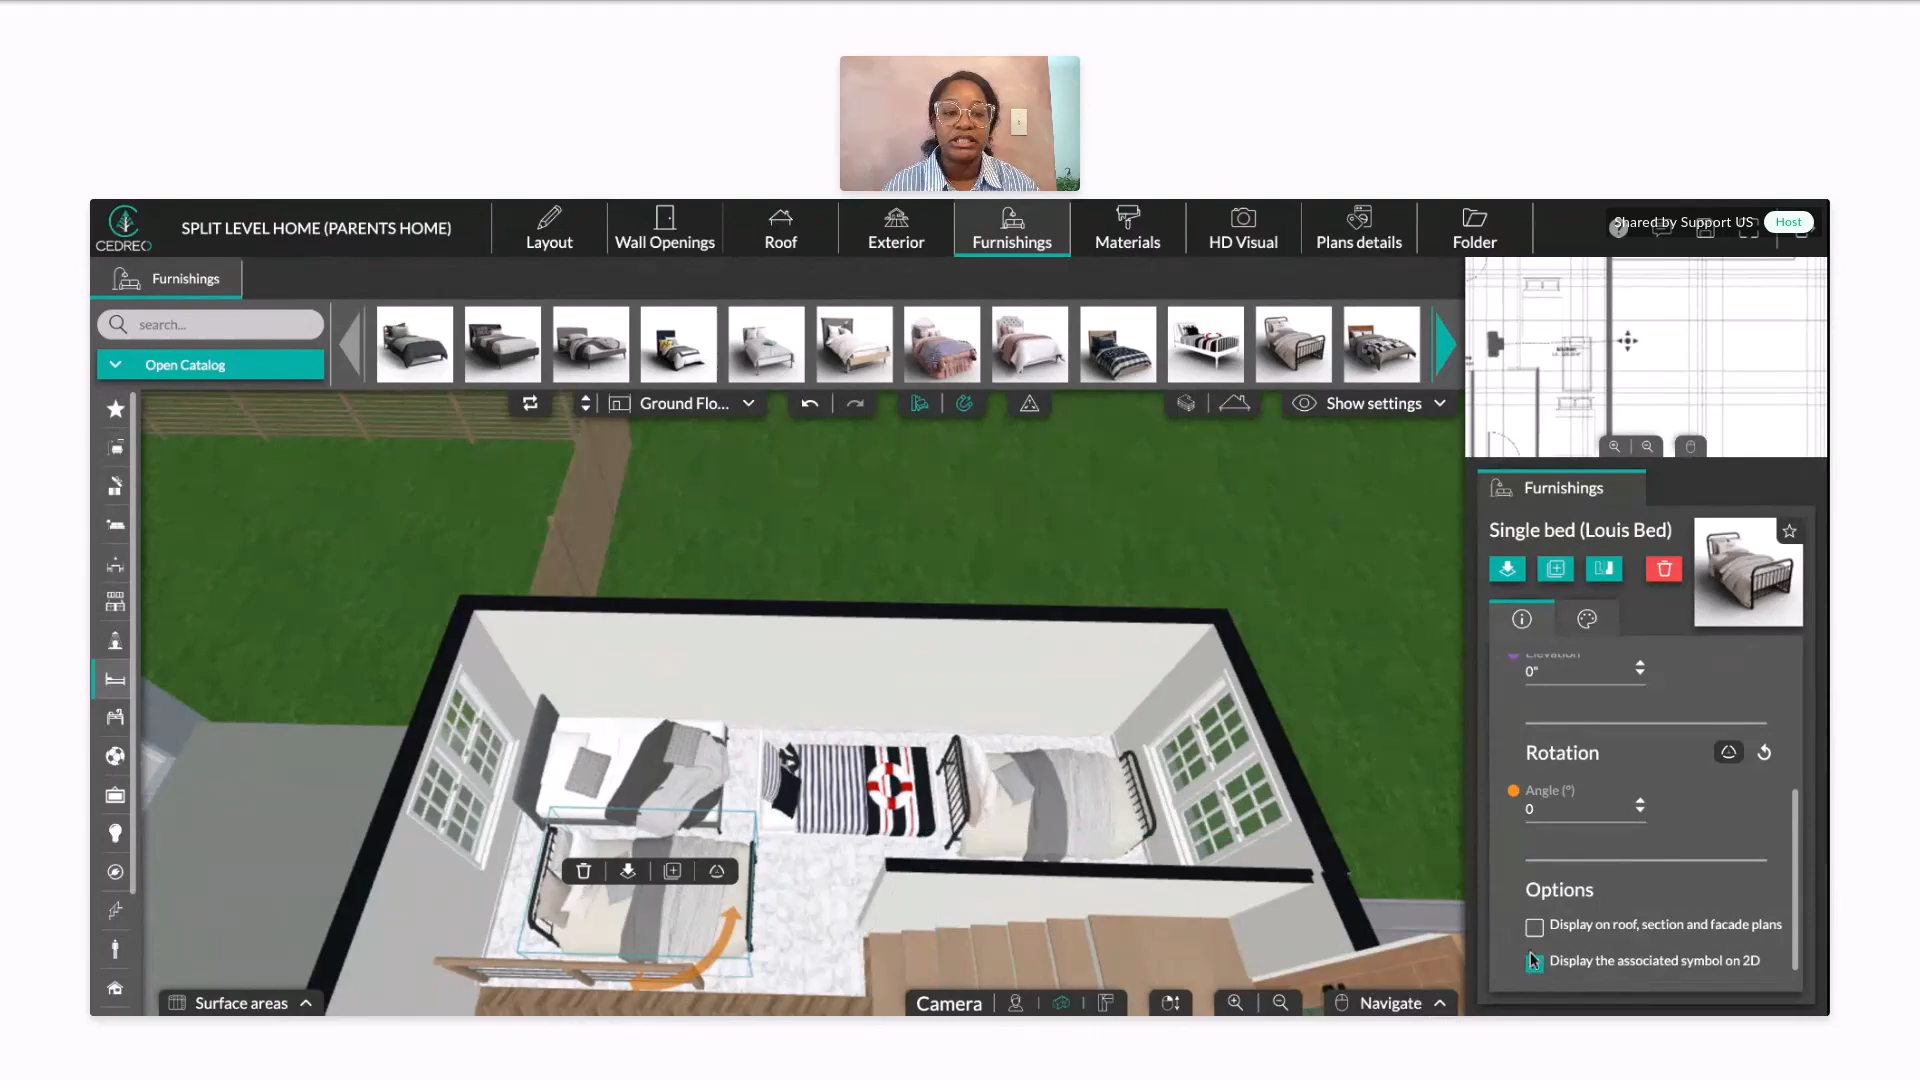 CEDREO
SPLIT LEVEL HOME (PARENTS HOME)
Layout
Wall Openings
Roof
Exterior
Furnishings
Materials
HD Visual
Plans details
Folder
Shared by Support US
Host
Furnishings
search...
Open Catalog
Ground Flo...
Show settings
Furnishings
Single bed (Louis Bed)
Elevation
0"
Rotation
Angle (°)
0
Options
Display on roof, section and facade plans
Display the associated symbol on 2D
Surface areas
Camera
Navigate